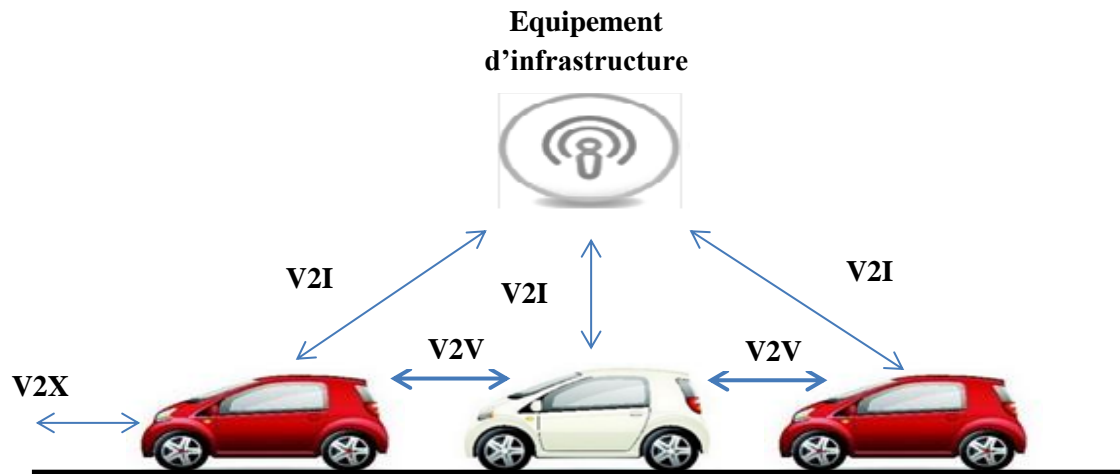 Equipement
d’infrastructure
V2I
V2I
V2I
V2V
V2V
V2X